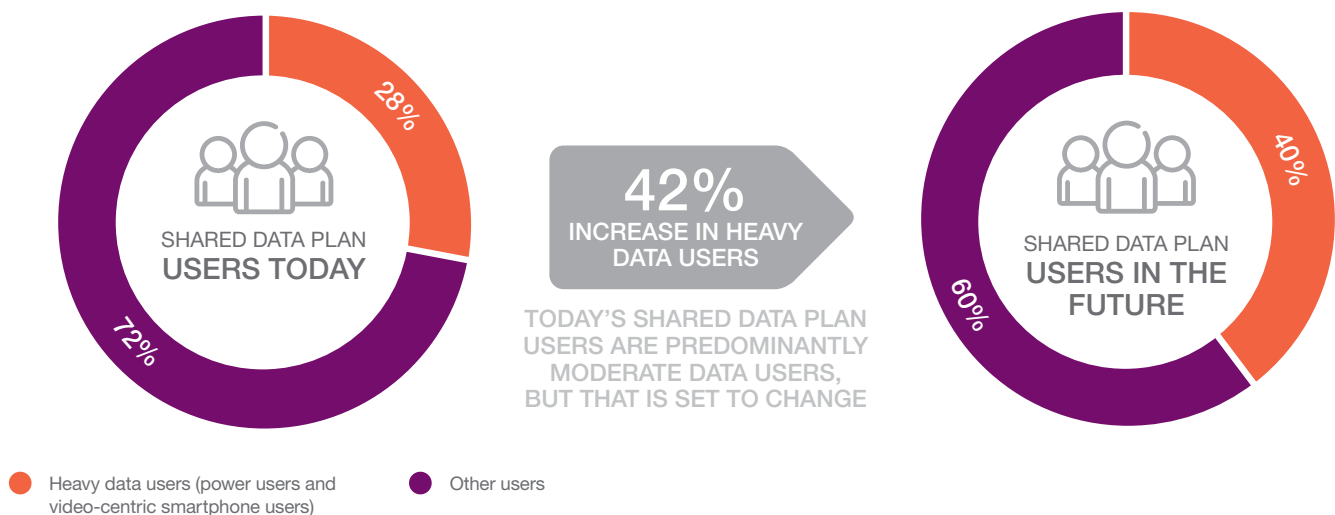 28%
72%
SHARED DATA PLAN
USERS TODAY
42%
INCREASE IN HEAVY
DATA USERS
TODAY’S SHARED DATA PLAN
USERS ARE PREDOMINANTLY
MODERATE DATA USERS,
BUT THAT IS SET TO CHANGE
40%
60%
SHARED DATA PLAN
USERS IN THE
FUTURE
Heavy data users (power users and
video-centric smartphone users)
Other users